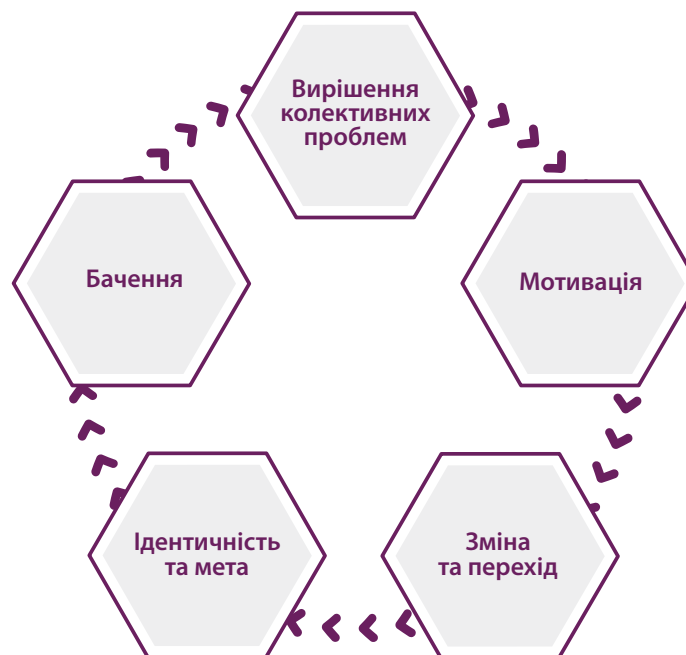 Вирішення
колективних
проблем
Бачення
Мотивація
Ідентичність
та мета
Зміна
та перехід